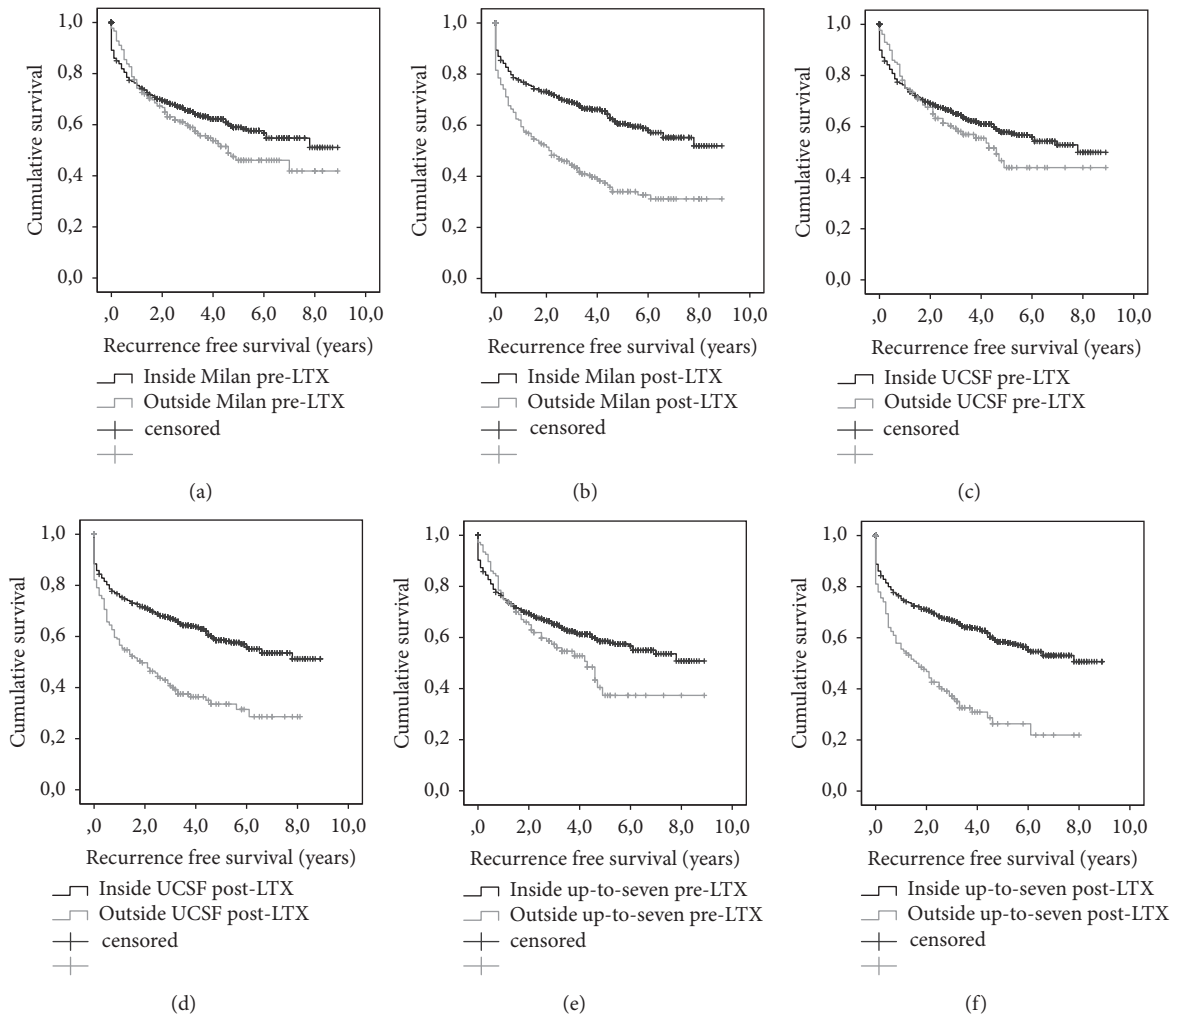 1,0
0,8
0,6
0,4
0,2
0,0
Cumulative survival
,0 2,0 4,0 6,0 8,0 10,0
Recurrence free survival (years)
Inside Milan pre-LTX
Outside Milan pre-LTX
censored
(a)
1,0
0,8
0,6
0,4
0,2
0,0
Cumulative survival
,0 2,0 4,0 6,0 8,0 10,0
Recurrence free survival (years)
Inside Milan post-LTX
Outside Milan post-LTX
censored
(b)
1,0
0,8
0,6
0,4
0,2
0,0
Cumulative survival
,0 2,0 4,0 6,0 8,0 10,0
Recurrence free survival (years)
Inside UCSF pre-LTX
Outside UCSF pre-LTX
censored
(c)
1,0
0,8
0,6
0,4
0,2
0,0
Cumulative survival
,0 2,0 4,0 6,0 8,0 10,0
Recurrence free survival (years)
Inside UCSF post-LTX
Outside UCSF post-LTX
censored
(d)
1,0
0,8
0,6
0,4
0,2
0,0
Cumulative survival
,0 2,0 4,0 6,0 8,0 10,0
Recurrence free survival (years)
Inside up-to-seven pre-LTX
Outside up-to-seven pre-LTX
censored
(e)
1,0
0,8
0,6
0,4
0,2
0,0
Cumulative survival
,0 2,0 4,0 6,0 8,0 10,0
Recurrence free survival (years)
Inside up-to-seven post-LTX
Outside up-to-seven post-LTX
censored
(f)